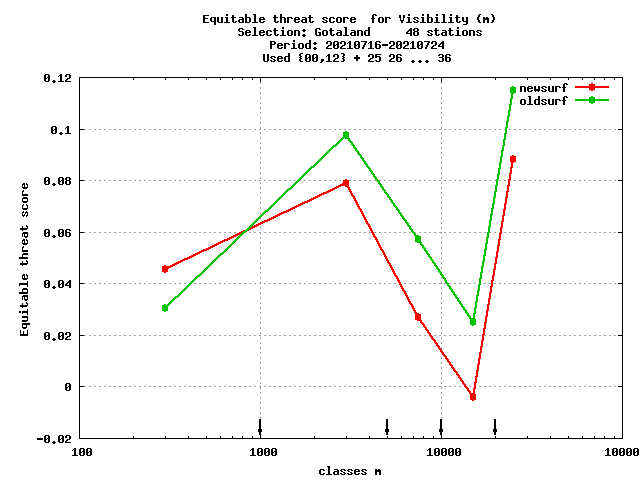 Equitable threat score  for Visibility (m)
Selection: Gotaland     48 stations
Period: 20210716-20210724
Used {00,12} + 25 26 ... 36
0.12
0.1
0.08
0.06
0.04
0.02
0
-0.02
Equitable threat score
newsurf
oldsurf
100
1000
10000
10000
classes m